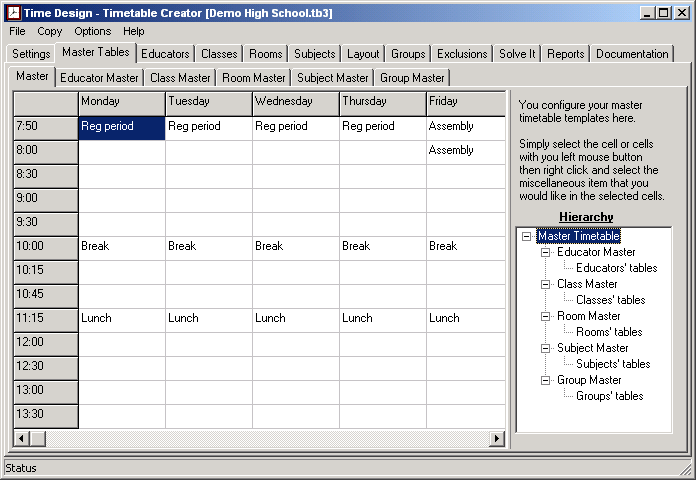 Time Design - Timetable Creator [Demo High School.tb3]
File Copy Options Help
Settings Master Tables Educators Classes Rooms Subjects Layout Groups Exclusions Solve It Reports Documentation
Master Educator Master Class Master Room Master Subject Master Group Master
Monday Tuesday Wednesday Thursday Friday
7:50 Reg period Reg period Reg period Reg period Assembly
8:00 Assembly
8:30
9:00
9:30
10:00 Break Break Break Break Break
10:15
10:45
11:15 Lunch Lunch Lunch Lunch Lunch
12:00
12:30
13:00
13:30
You configure your master
timetable templates here.
Simply select the cell or cells
with you left mouse button
then right click and select the
miscellaneous item that you
would like in the selected cells.
Hierarchy
Master Timetable
Educator Master
Educators' tables
Class Master
Classes' tables
Room Master
Rooms' tables
Subject Master
Subjects' tables
Group Master
Groups' tables
Status